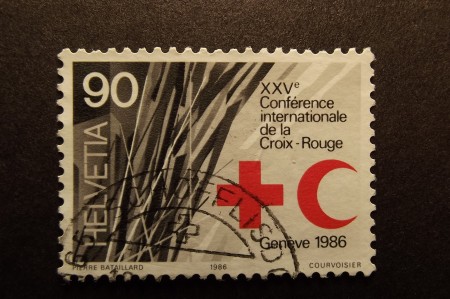 90
HELVETIA
XXVe
Conférence
internationale
de la
Croix-Rouge
Genève 1986
PIERRE BATAILLARD
1986
COURVOISIER